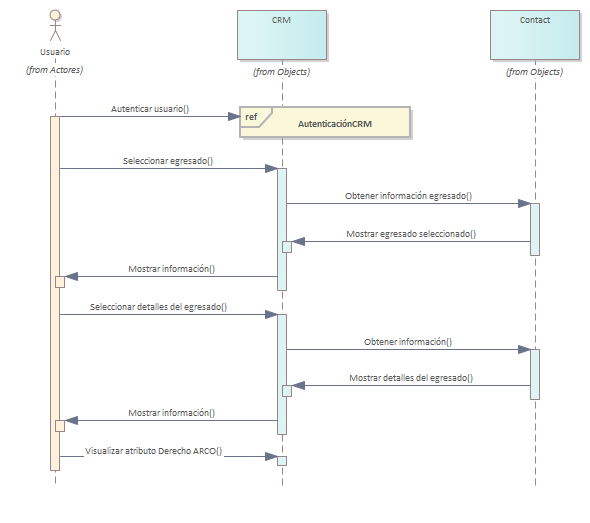 CRM
Contact
Usuario
(from Actores)
(from Objects)
(from Objects)
Autenticar usuario()
ref
AutenticaciónCRM
Seleccionar egresado()
Obtener información egresado()
Mostrar egresado seleccionado()
Mostrar información()
Seleccionar detalles del egresado()
Obtener información()
Mostrar detalles del egresado()
Mostrar información()
Visualizar atributo Derecho ARCO()